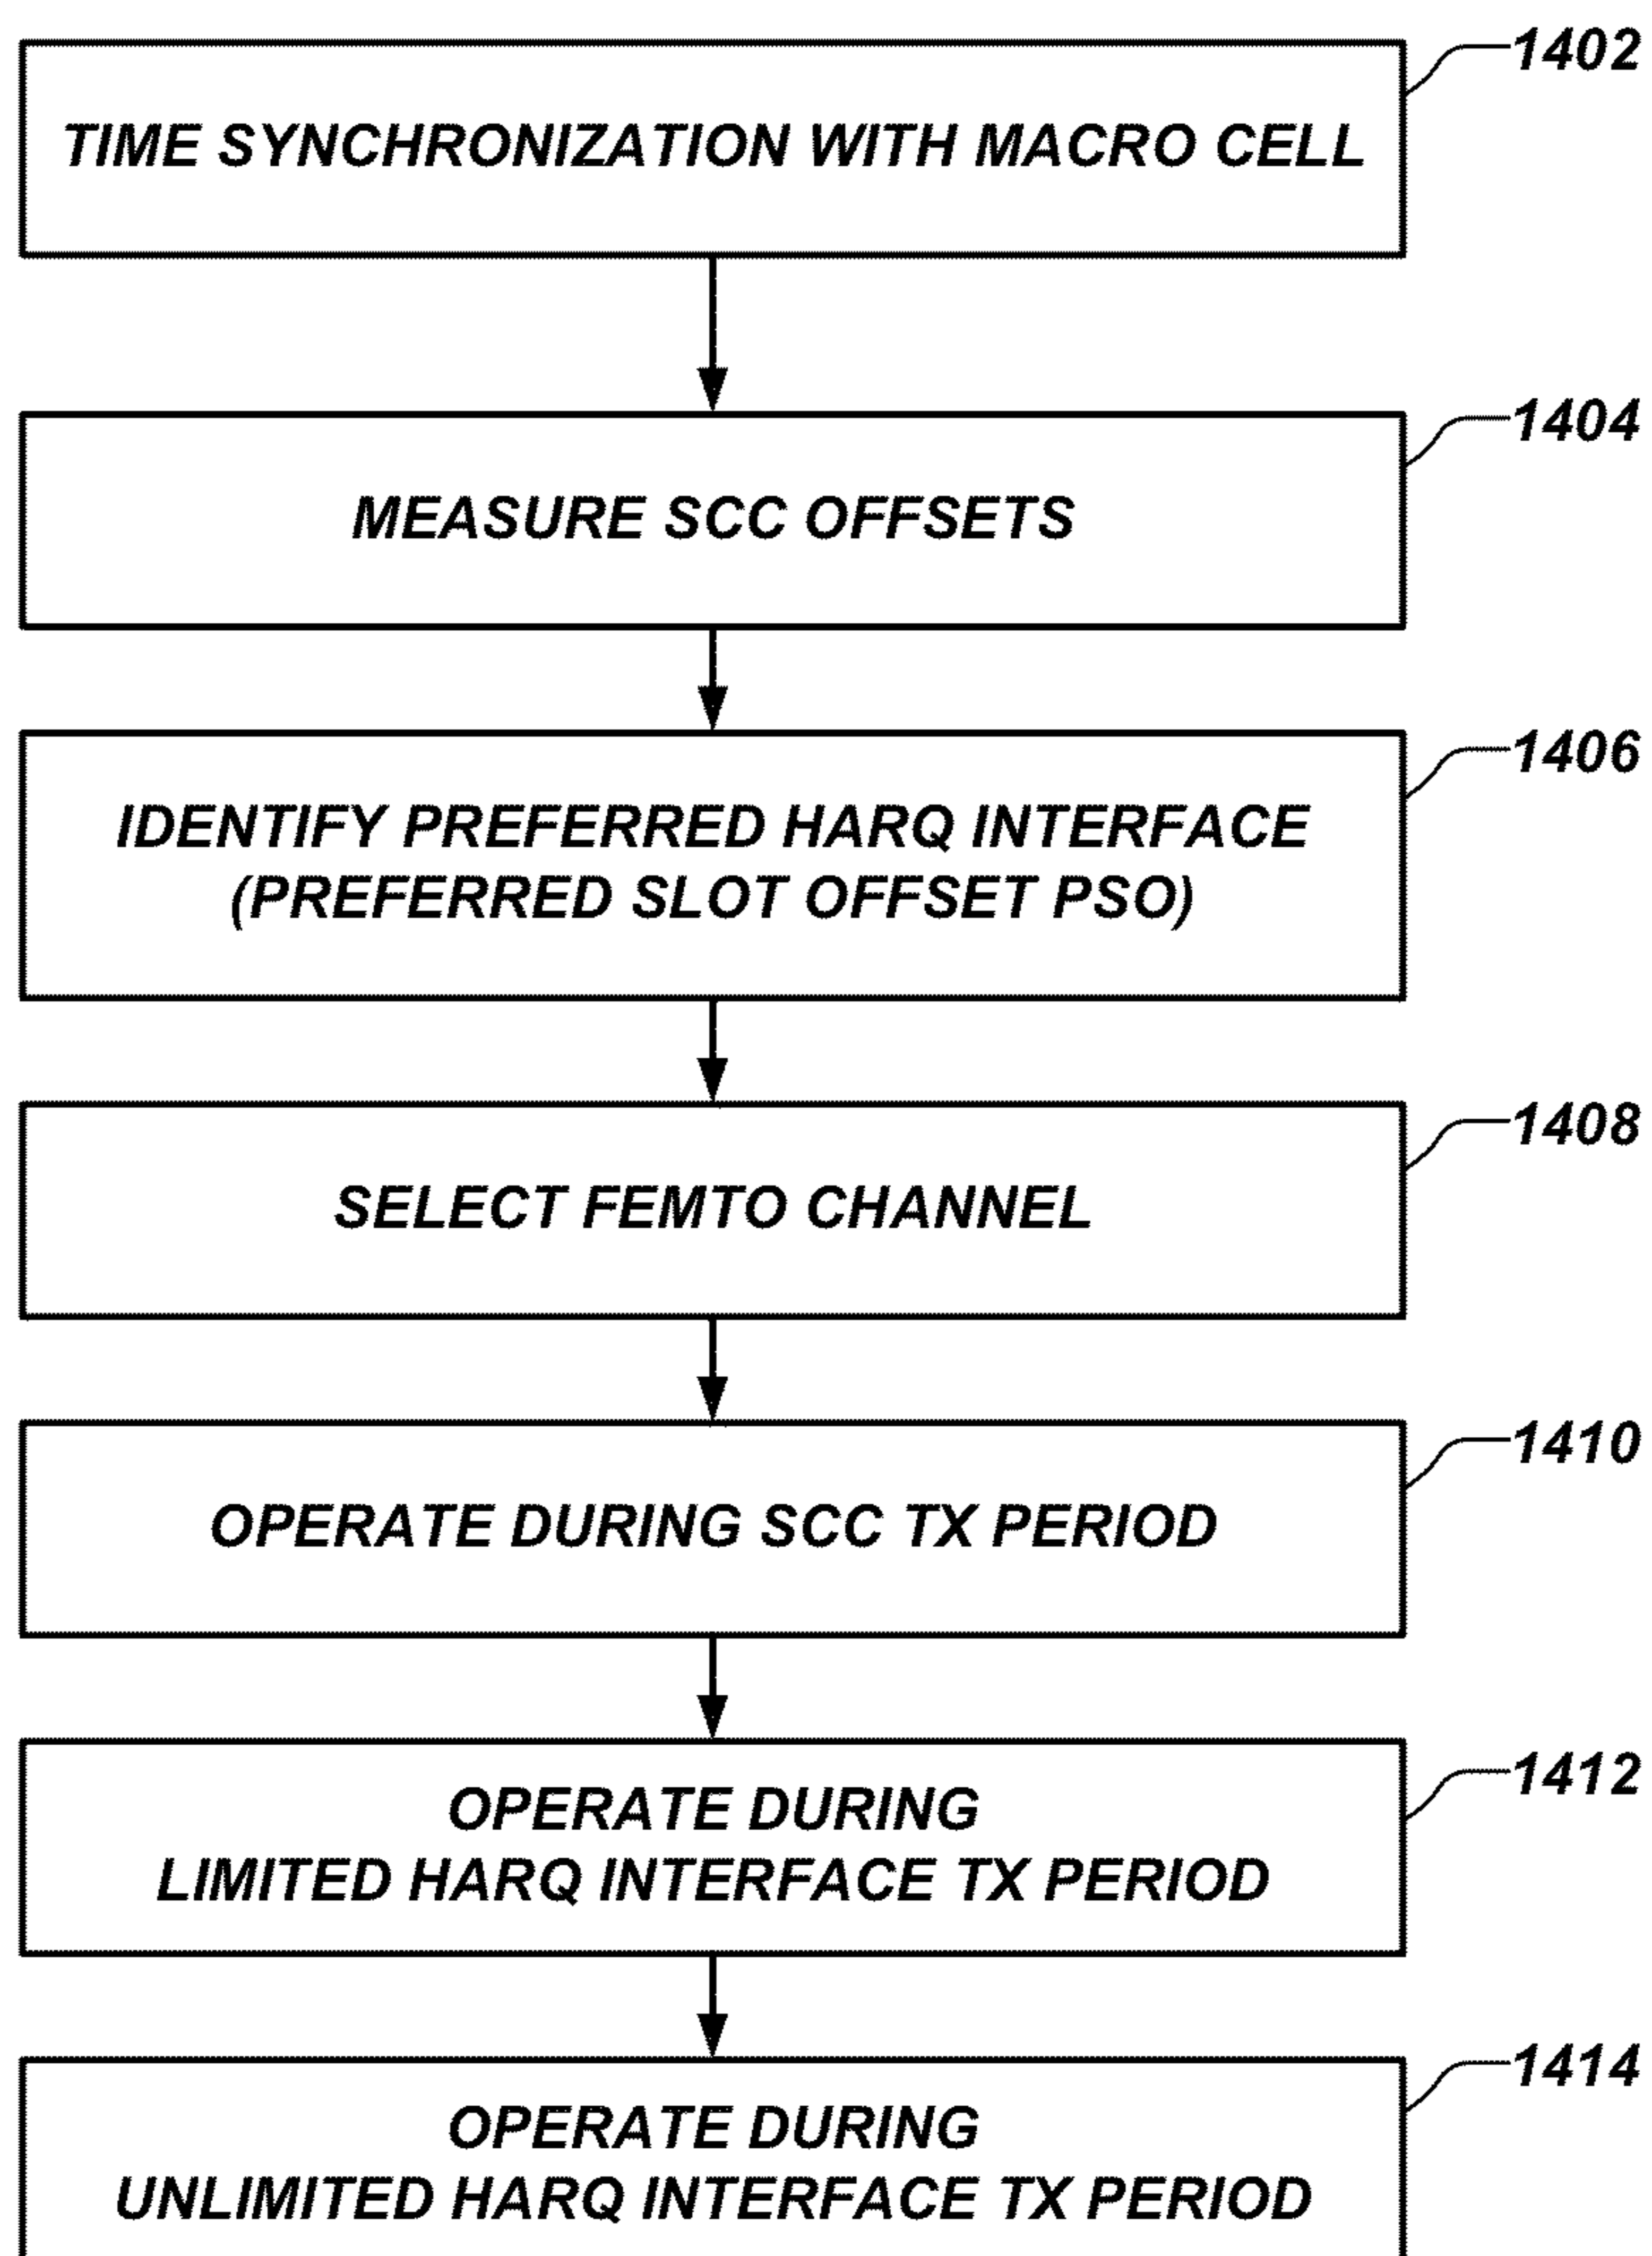 1402
TIME SYNCHRONIZATION WITH MACRO CELL
1404
MEASURE SCC OFFSETS
1406
IDENTIFY PREFERRED HARQ INTERFACE
(PREFERRED SLOT OFFSET PSO)
1408
SELECT FEMTO CHANNEL
1410
OPERATE DURING SCC TX PERIOD
1412
OPERATE DURING
LIMITED HARQ INTERFACE TX PERIOD
1414
OPERATE DURING
UNLIMITED HARQ INTERFACE TX PERIOD